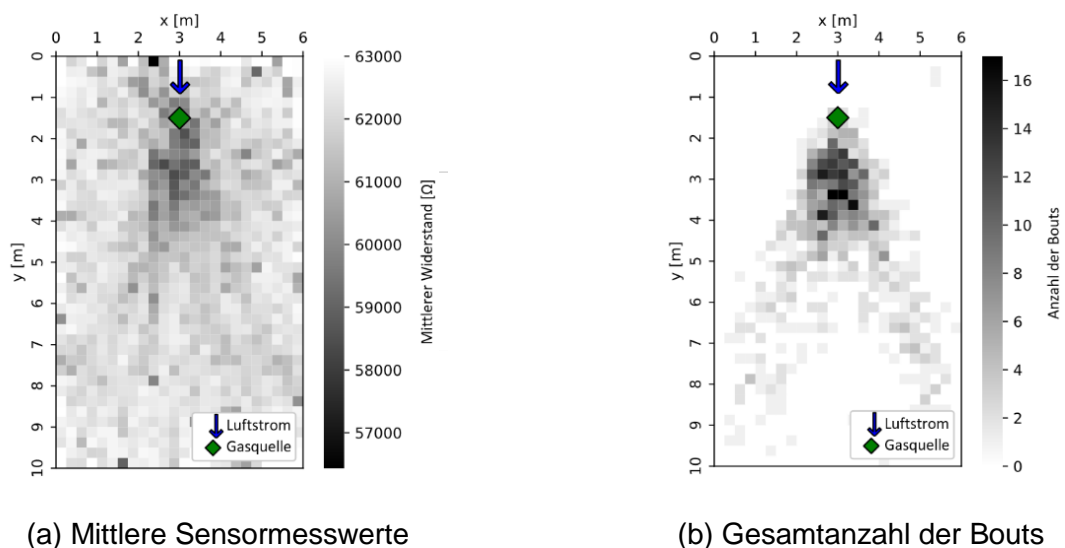 x [m]
0 1 2 3 4 5 6
0
1
2
3
4
5
6
7
8
9
10
y [m]
Luftstrom
Gasquelle
63000
62000
61000
60000
59000
58000
57000
Mittlerer Widerstand [Ω]
(a) Mittlere Sensormesswerte
x [m]
0 1 2 3 4 5 6
0
1
2
3
4
5
6
7
8
9
10
y [m]
Luftstrom
Gasquelle
16
14
12
10
8
6
4
2
0
Anzahl der Bouts
(b) Gesamtanzahl der Bouts